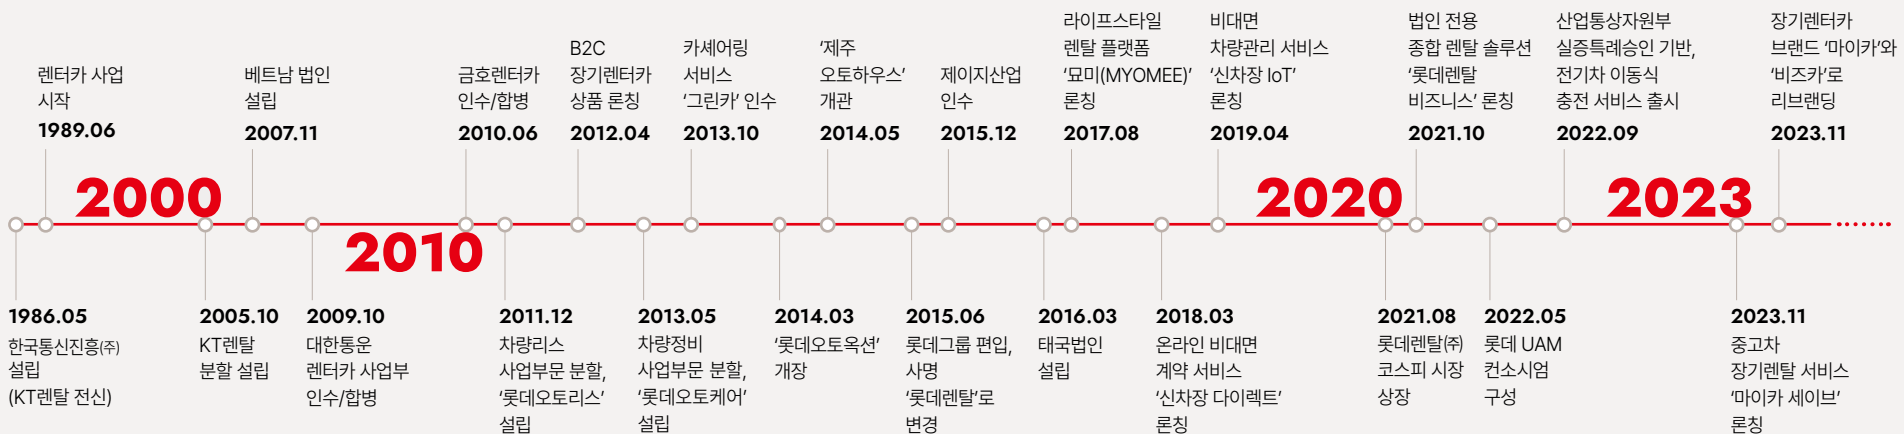 렌터카 사업
시작
1989.06
베트남 법인
설립
2007.11
금호렌터카
인수/합병
2010.06
B2C
장기렌터카
상품 론칭
2012.04
카셰어링
서비스
‘그린카’ 인수
2013.10
‘제주
오토하우스’
개관
2014.05
제이지산업
인수
2015.12
라이프스타일
렌탈 플랫폼
‘묘미(MYOMEE)’
론칭
2017.08
비대면
차량관리 서비스
‘신차장 IoT’
론칭
2019.04
법인 전용
종합 렌탈 솔루션
‘롯데렌탈
비즈니스’ 론칭
2021.10
산업통상자원부
실증특례승인 기반,
전기차 이동식
충전 서비스 출시
2022.09
장기렌터카
브랜드 ‘마이카’와
‘비즈카’로
리브랜딩
2023.11
2000
2010
2020
2023
1986.05
한국통신진흥(주)
설립
(KT렌탈 전신)
2005.10
KT렌탈
분할 설립
2009.10
대한통운
렌터카 사업부
인수/합병
2011.12
차량리스
사업부문 분할,
‘롯데오토리스’
설립
2013.05
차량정비
사업부문 분할,
‘롯데오토케어’
설립
2014.03
‘롯데오토옥션’
개장
2015.06
롯데그룹 편입,
사명
‘롯데렌탈’로
변경
2016.03
태국법인
설립
2018.03
온라인 비대면
계약 서비스
‘신차장 다이렉트’
론칭
2021.08
롯데렌탈㈜
코스피 시장
상장
2022.05
롯데 UAM
컨소시엄
구성
2023.11
중고차
장기렌탈 서비스
‘마이카 세이브’
론칭